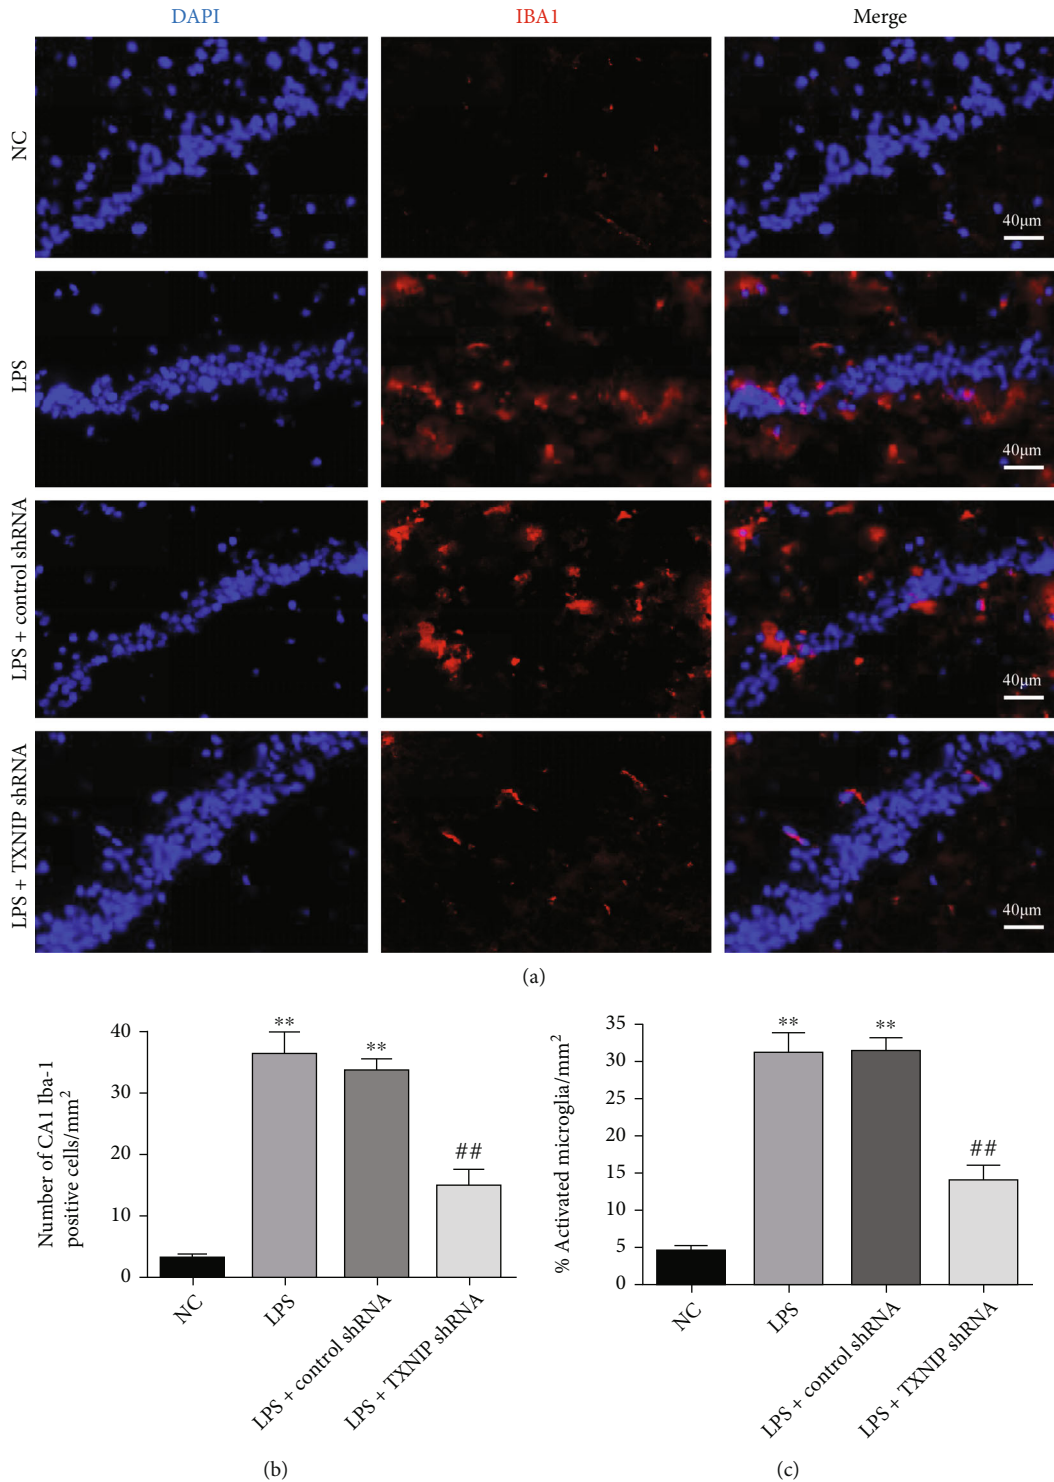 DAPI IBA1 Merge
NC
40μm
LPS
40μm
LPS + control shRNA
40μm
LPS + TXNIP shRNA
40μm
(a)
Number of CA1 Iba-1
positive cells/mm²
40
30
20
10
0
**
**
##
NC
LPS
LPS + control shRNA
LPS + TXNIP shRNA
(b)
% Activated microglia/mm²
35
30
25
20
15
10
5
0
**
**
##
NC
LPS
LPS + control shRNA
LPS + TXNIP shRNA
(c)